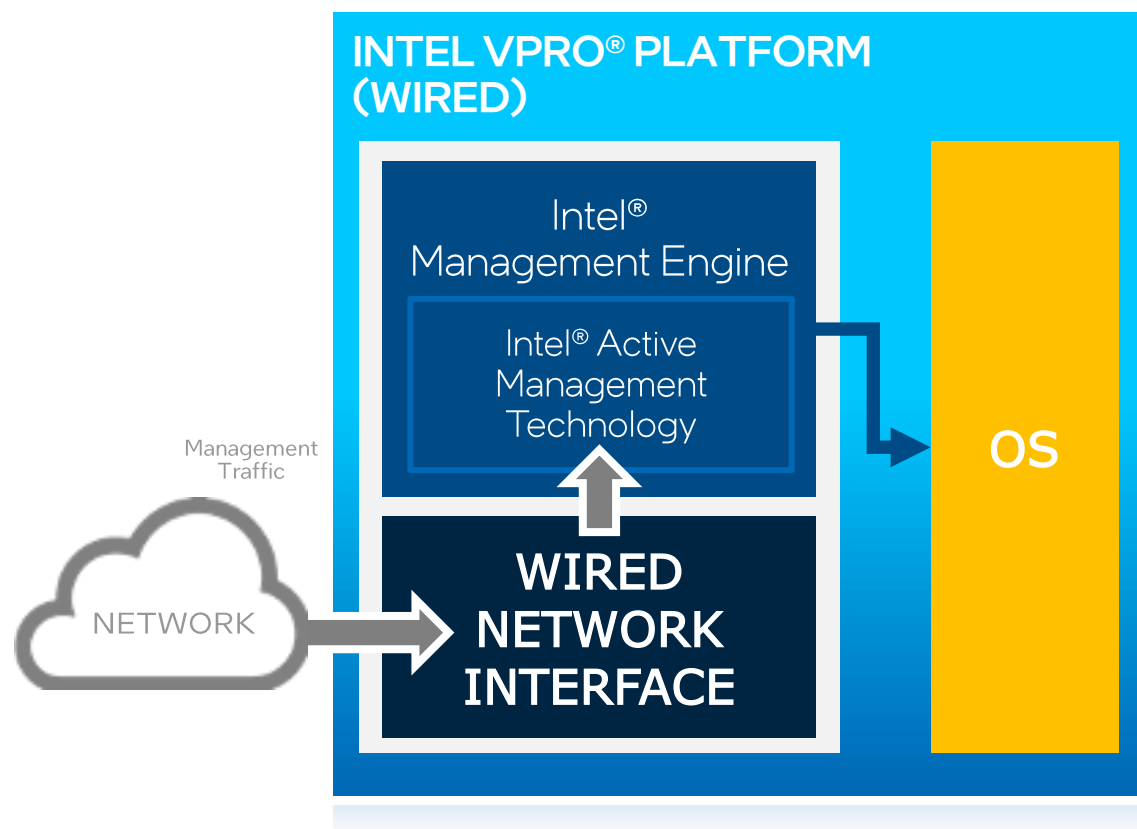 INTEL VPRO® PLATFORM
(WIRED)
Intel®
Management Engine
Intel® Active
Management
Technology
Management
Traffic
OS
NETWORK
WIRED
NETWORK
INTERFACE